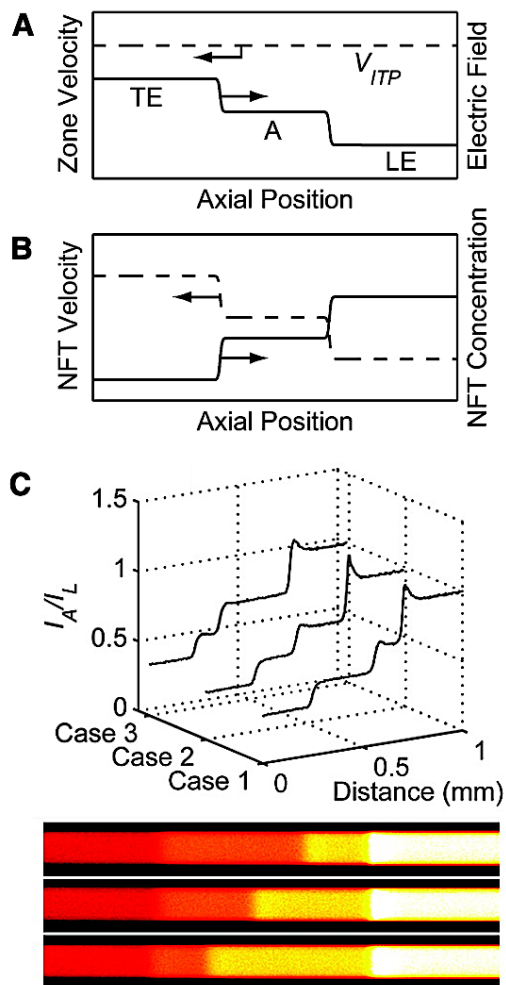 A
Zone Velocity
Electric Field
V_ITP
TE
A
LE
Axial Position
B
NFT Velocity
NFT Concentration
Axial Position
C
I_A/I_L
1.5
1
0.5
0
Case 3
Case 2
Case 1
0
0.5
1
Distance (mm)